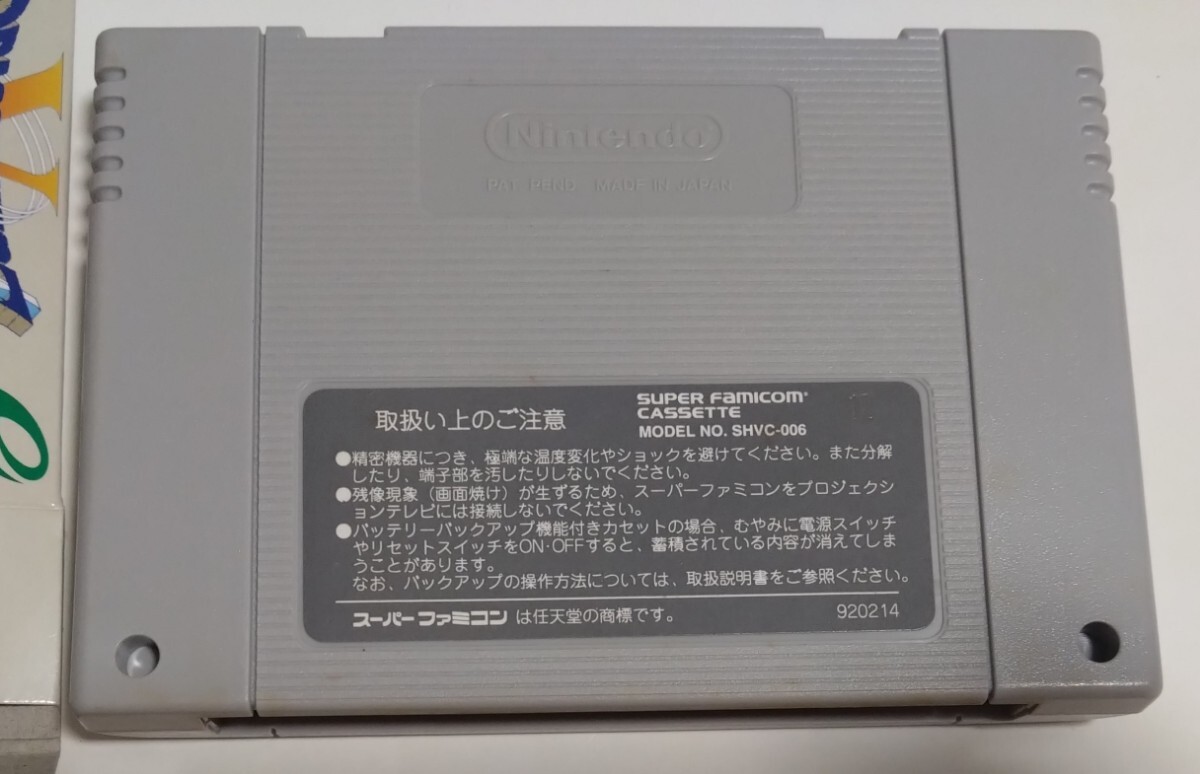 Nintendo
PAT. PEND. MADE IN JAPAN
取扱い上のご注意
SUPER Famicom
CASSETTE
MODEL NO. SHVC-006
●精密機器につき、極端な温度変化やショックを避けてください。また分解
したり、端子部を汚したりしないでください。
●残像現象（画面焼け）が生ずるため、スーパーファミコンをプロジェクシ
ョンテレビには接続しないでください。
●バッテリーバックアップ機能付きカセットの場合、むやみに電源スイッチ
やリセットスイッチをON・OFFすると、蓄積されている内容が消えてしま
うことがあります。
なお、バックアップの操作方法については、取扱説明書をご参照ください。
スーパーファミコン は任天堂の商標です。
920214